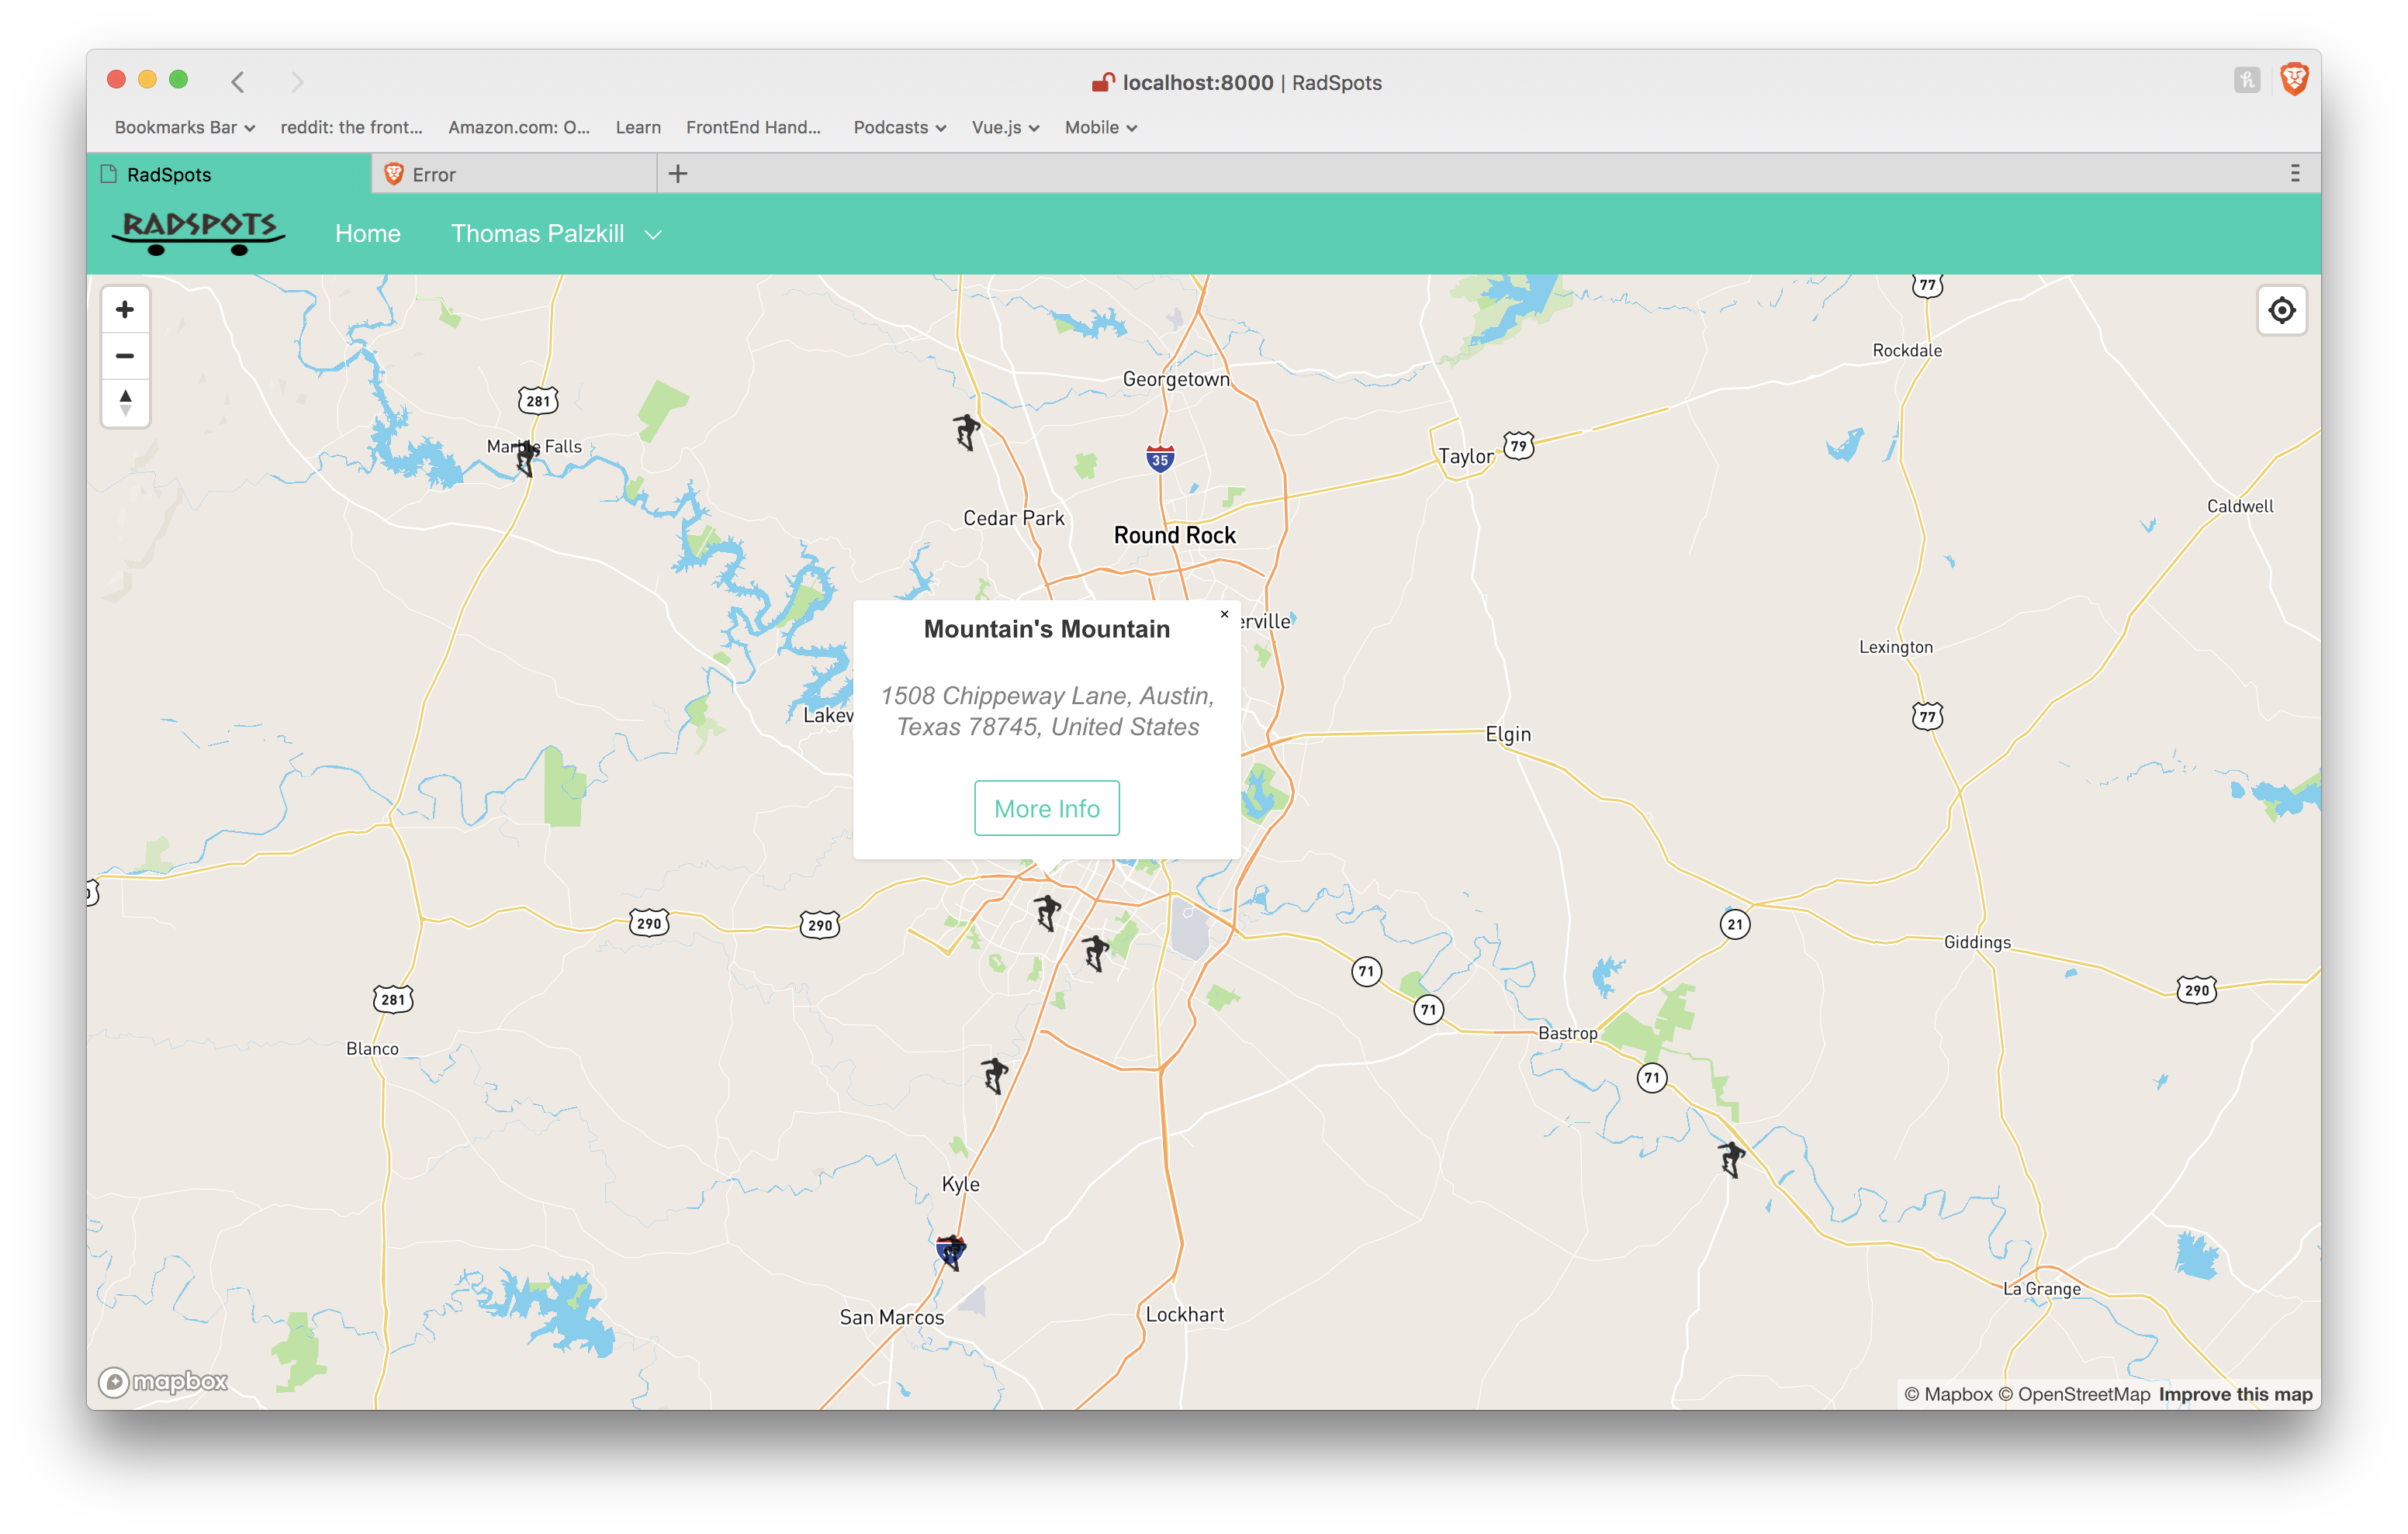 localhost:8000 | RadSpots
Bookmarks Bar reddit: the front... Amazon.com: O... Learn FrontEnd Hand... Podcasts Vue.js Mobile
RadSpots Error
RADSPOTS Home Thomas Palzkill
77
Rockdale
Georgetown
281
Marble Falls
35
Taylor 79
Caldwell
Cedar Park
Round Rock
erville
Mountain's Mountain
Lexington
1508 Chippeway Lane, Austin,
Texas 78745, United States
Lakew
77
Elgin
More Info
290
290
21
Giddings
71
290
281
71
Bastrop
Blanco
71
Kyle
La Grange
San Marcos
Lockhart
mapbox
© Mapbox © OpenStreetMap Improve this map